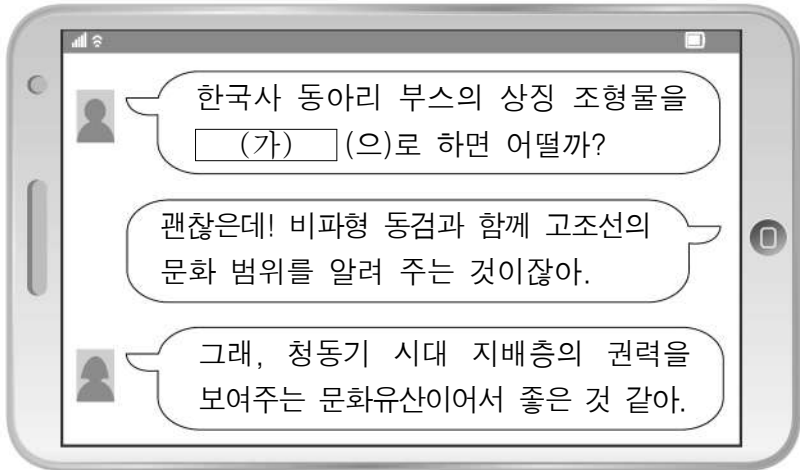 한국사 동아리 부스의 상징 조형물을
(가) (으)로 하면 어떨까?
괜찮은데! 비파형 동검과 함께 고조선의
문화 범위를 알려 주는 것이잖아.
그래, 청동기 시대 지배층의 권력을
보여주는 문화유산이어서 좋은 것 같아.